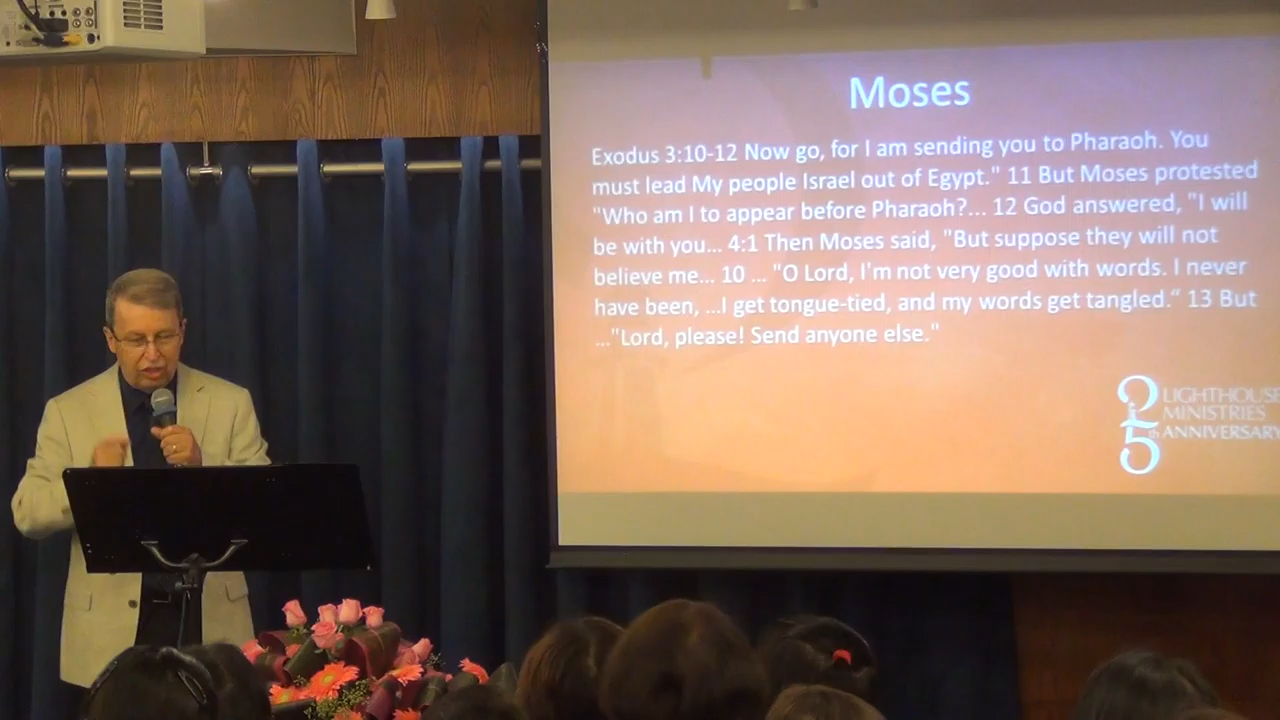 Moses
Exodus 3:10-12 Now go, for I am sending you to Pharaoh. You
must lead My people Israel out of Egypt." 11 But Moses protested
"Who am I to appear before Pharaoh?... 12 God answered, "I will
be with you... 4:1 Then Moses said, "But suppose they will not
believe me... 10 ... "O Lord, I'm not very good with words. I never
have been, ...I get tongue-tied, and my words get tangled.“ 13 But
..."Lord, please! Send anyone else."
25th
LIGHTHOUSE
MINISTRIES
ANNIVERSARY